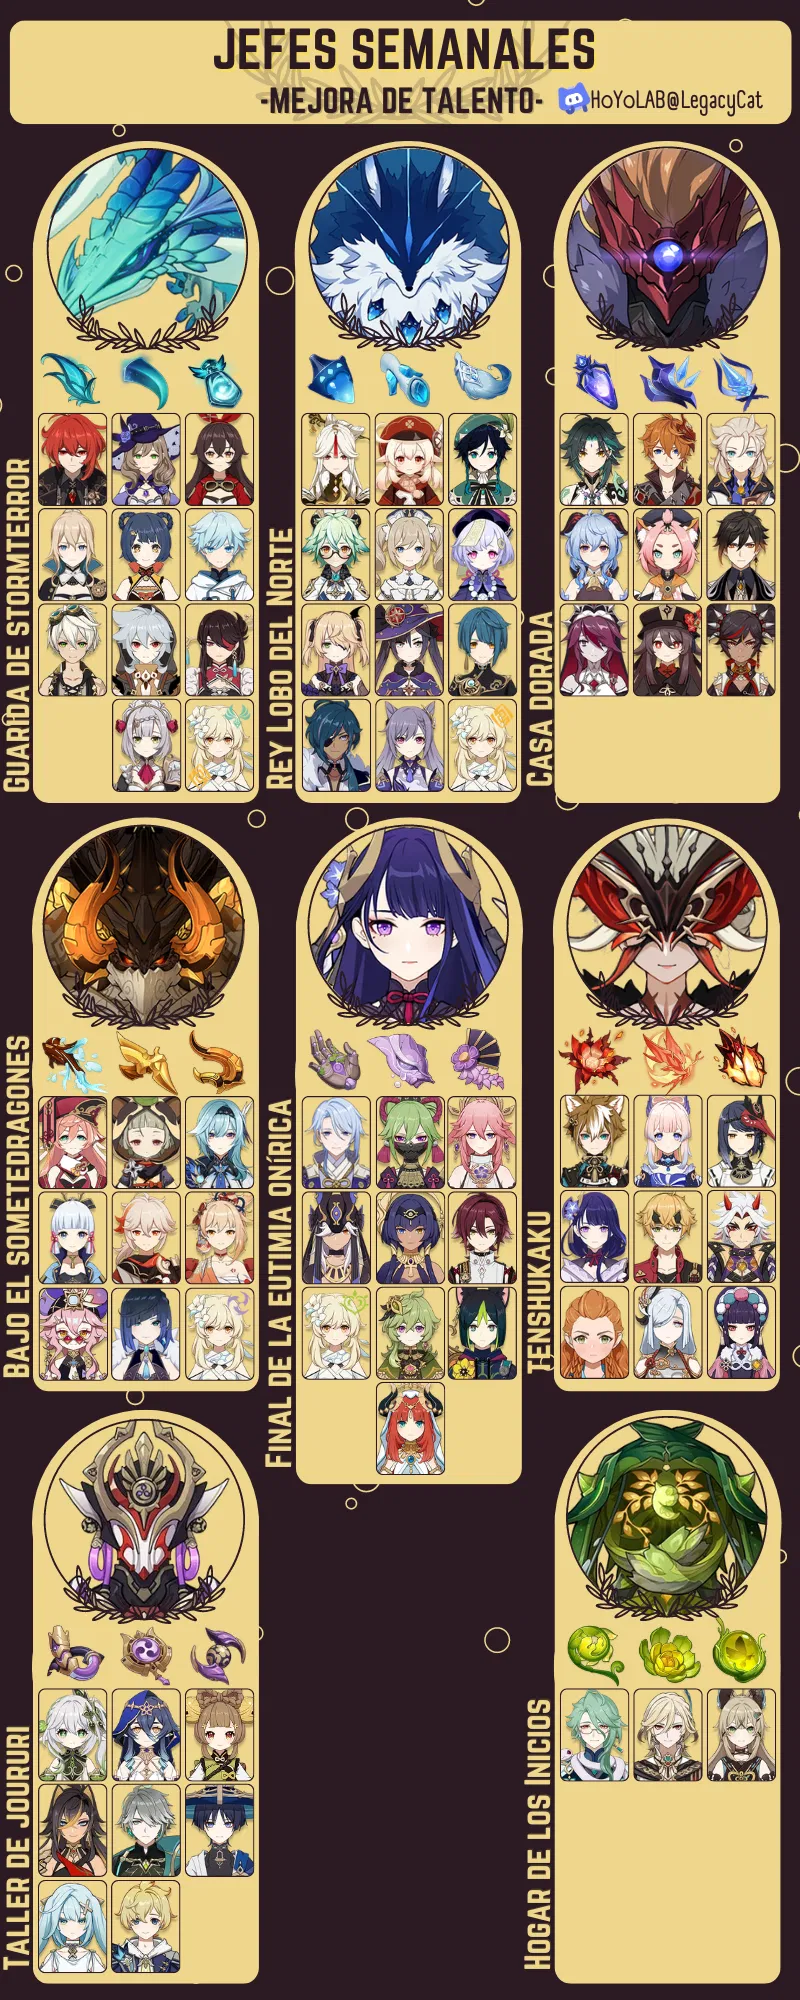 JEFES SEMANALES
-MEJORA DE TALENTO-
HoYoLAB@LegacyCat
GUARIDA DE STORMTERROR
REY LOBO DEL NORTE
CASA DORADA
BAJO EL SOMETEDRAGONES
FINAL DE LA EUTIMIA ONÍRICA
TENSHUKAKU
TALLER DE JOURURI
HOGAR DE LOS INICIOS